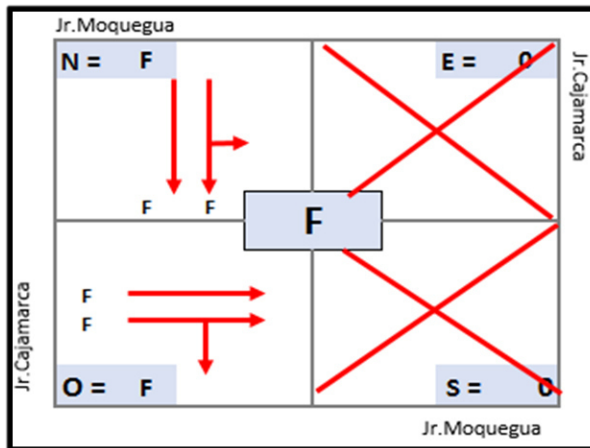 Jr.Moquegua
N = F
E = 0
Jr.Cajamarca
F F
F
F
F
Jr.Cajamarca
O = F
S = 0
Jr.Moquegua